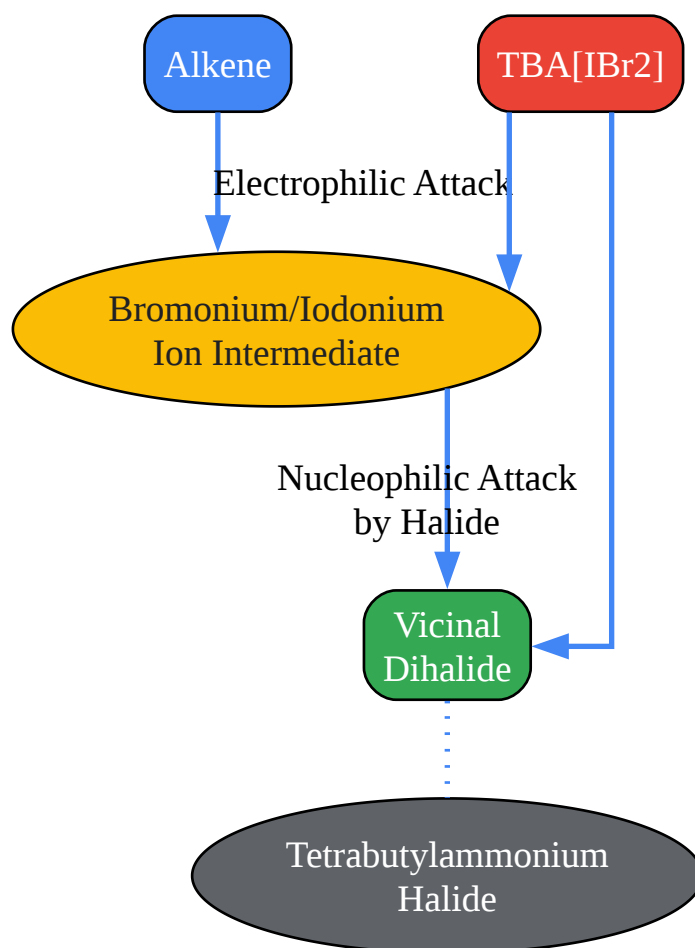 Alkene
TBA[IBr2]
Electrophilic Attack
Bromonium/Iodonium
Ion Intermediate
Nucleophilic Attack
by Halide
Vicinal
Dihalide
Tetrabutylammonium
Halide